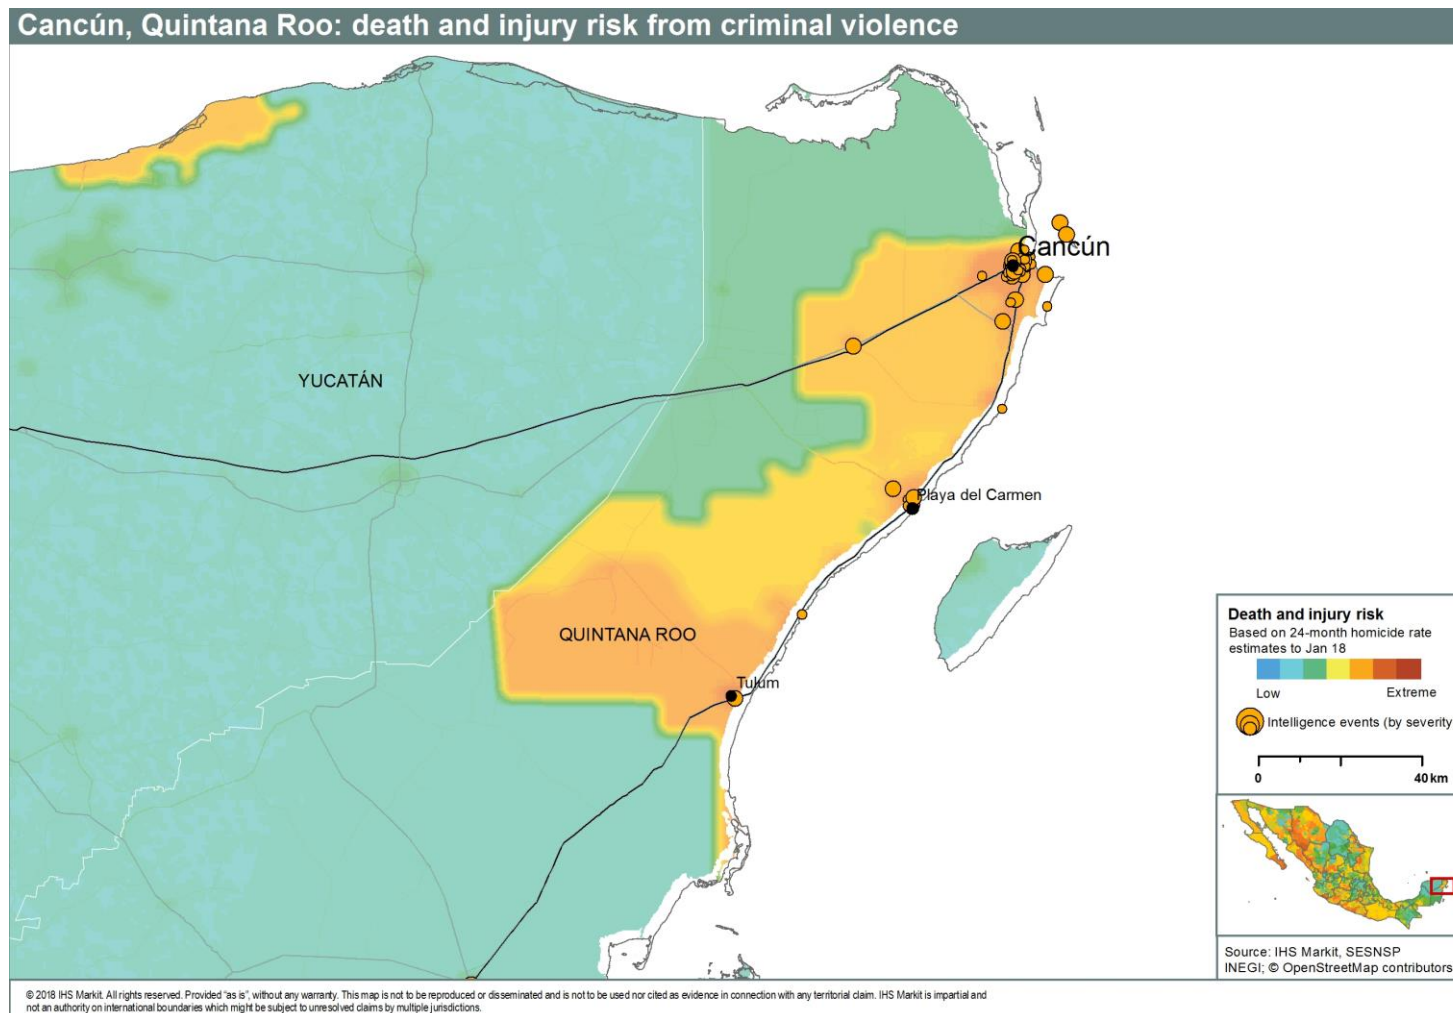 Cancún, Quintana Roo: death and injury risk from criminal violence
Cancún
YUCATÁN
Playa del Carmen
QUINTANA ROO
Tulum
Death and injury risk
Based on 24-month homicide rate
estimates to Jan 18
Low Extreme
Intelligence events (by severity
0 40 km
Source: IHS Markit, SESNSP
INEGI; © OpenStreetMap contributors
© 2018 IHS Markit. All rights reserved. Provided "as is", without any warranty. This map is not to be reproduced or disseminated and is not to be used nor cited as evidence in connection with any territorial claim. IHS Markit is impartial and
not an authority on international boundaries which might be subject to unresolved claims by multiple jurisdictions.